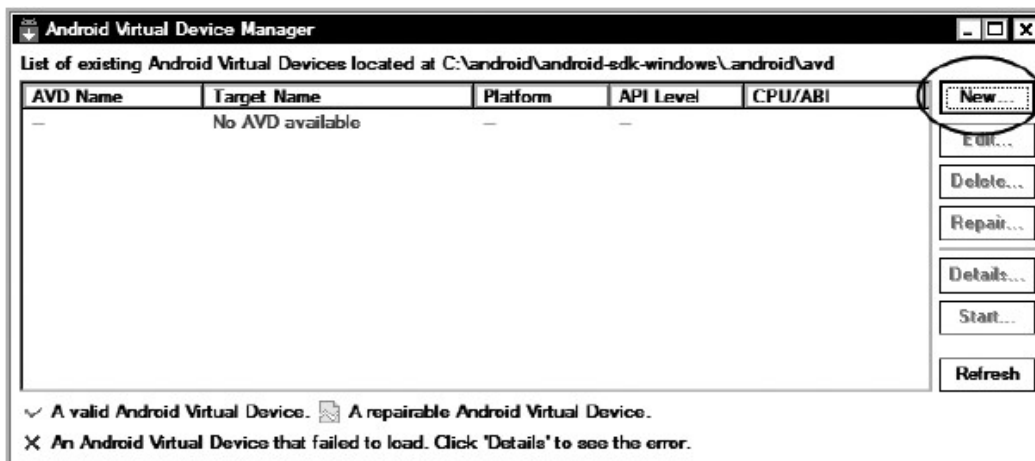 Android Virtual Device Manager
List of existing Android Virtual Devices located at C:\android\android-sdk-windows\.android\avd
AVD Name Target Name Platform API Level CPU/ABI New...
— No AVD available — —
Edit...
Delete...
Repair...
Details...
Start...
Refresh
A valid Android Virtual Device. A repairable Android Virtual Device.
An Android Virtual Device that failed to load. Click 'Details' to see the error.